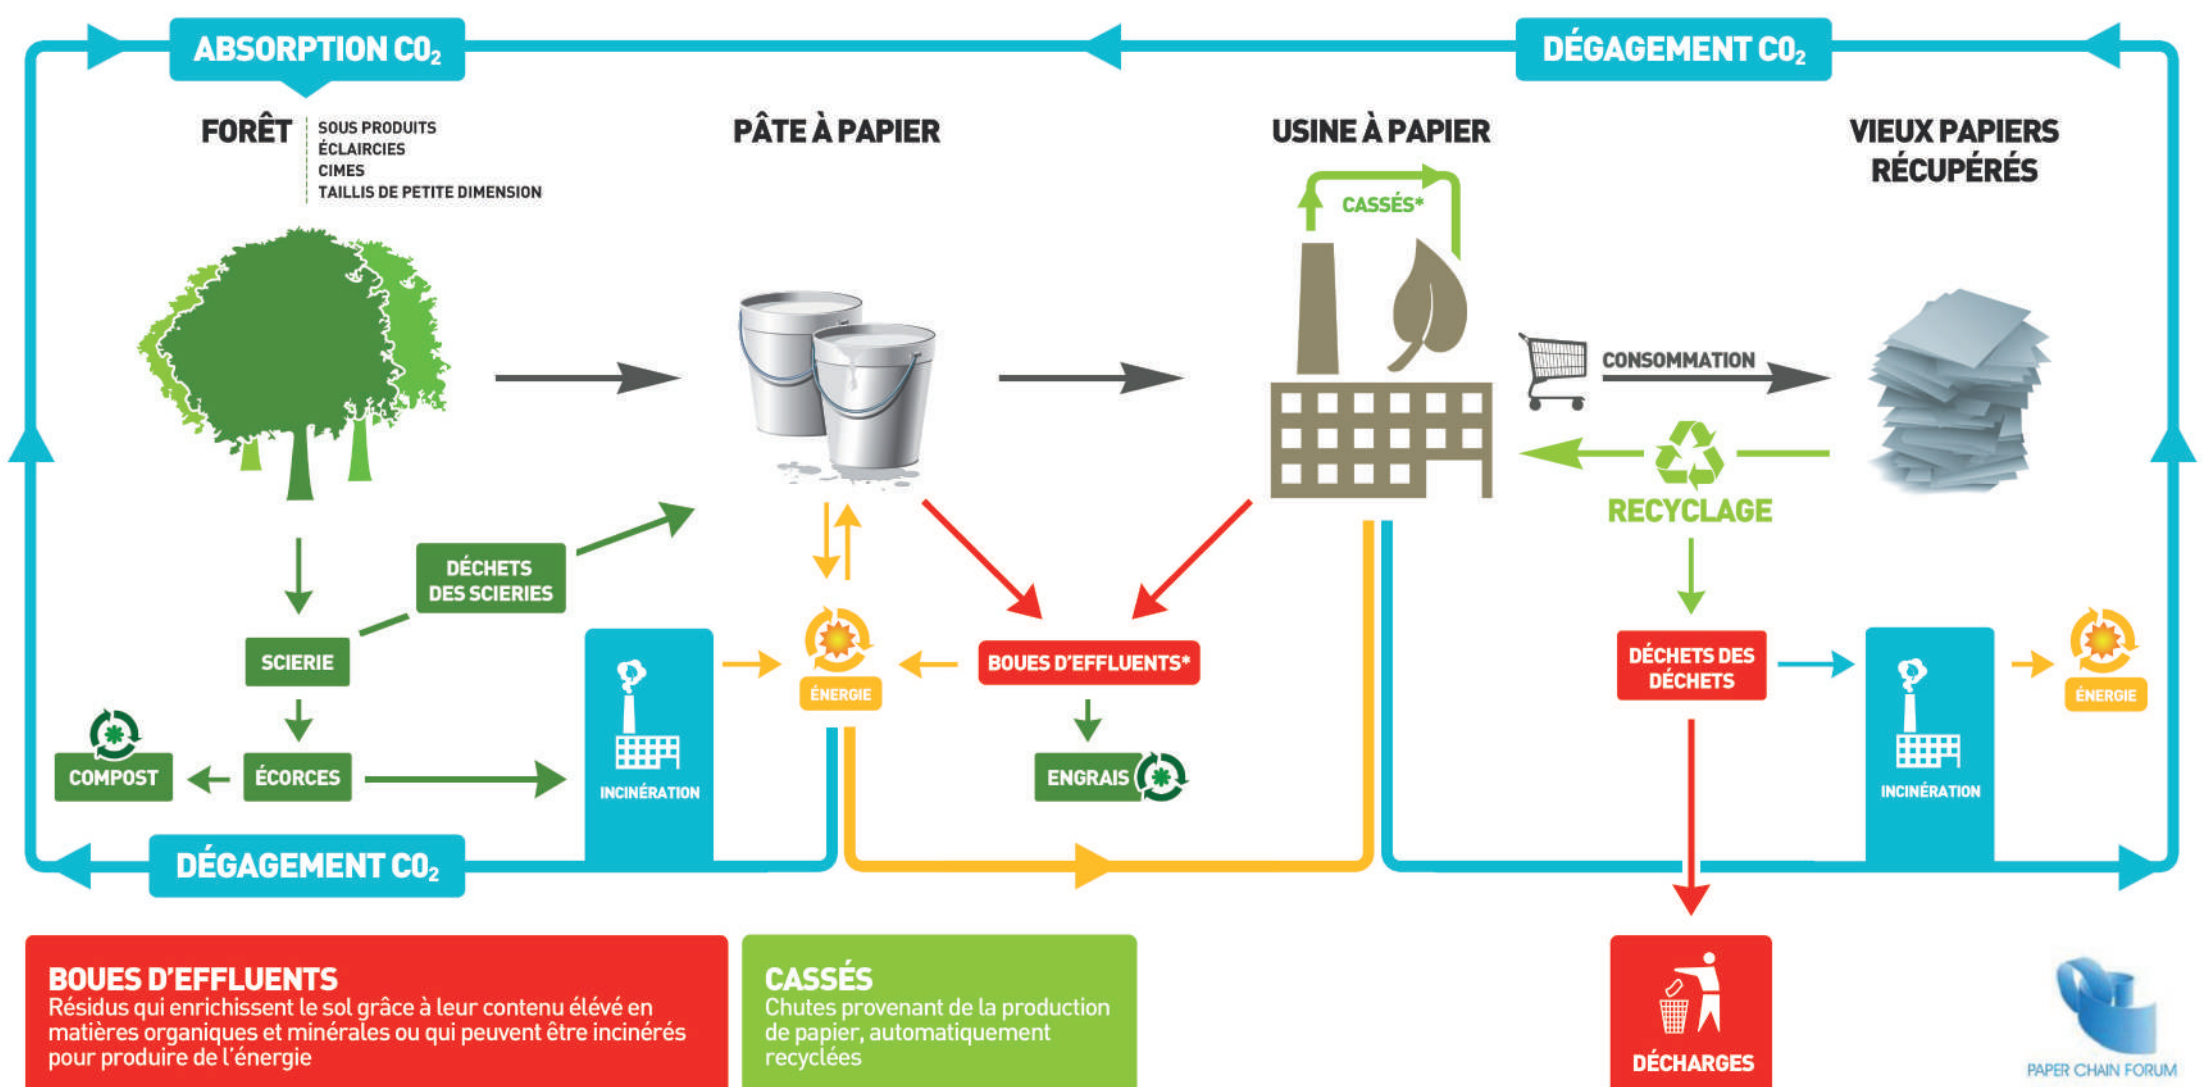 ABSORPTION CO₂
DÉGAGEMENT CO₂
FORÊT
SOUS PRODUITS
ÉCLAIRCIES
CIMES
TAILLIS DE PETITE DIMENSION
PÂTE À PAPIER
USINE À PAPIER
CASSÉS*
VIEUX PAPIERS
RÉCUPÉRÉS
CONSOMMATION
RECYCLAGE
DÉCHETS
DES SCIERIES
SCIERIE
COMPOST
ÉCORCES
INCINÉRATION
ÉNERGIE
BOUES D'EFFLUENTS*
ENGRAIS
DÉCHETS DES
DÉCHETS
INCINÉRATION
ÉNERGIE
DÉGAGEMENT CO₂
BOUES D'EFFLUENTS
Résidus qui enrichissent le sol grâce à leur contenu élévé en
matières organiques et minérales ou qui peuvent être incinérés
pour produire de l'énergie
CASSÉS
Chutes provenant de la production
de papier, automatiquement
recyclées
DÉCHARGES
PAPER CHAIN FORUM